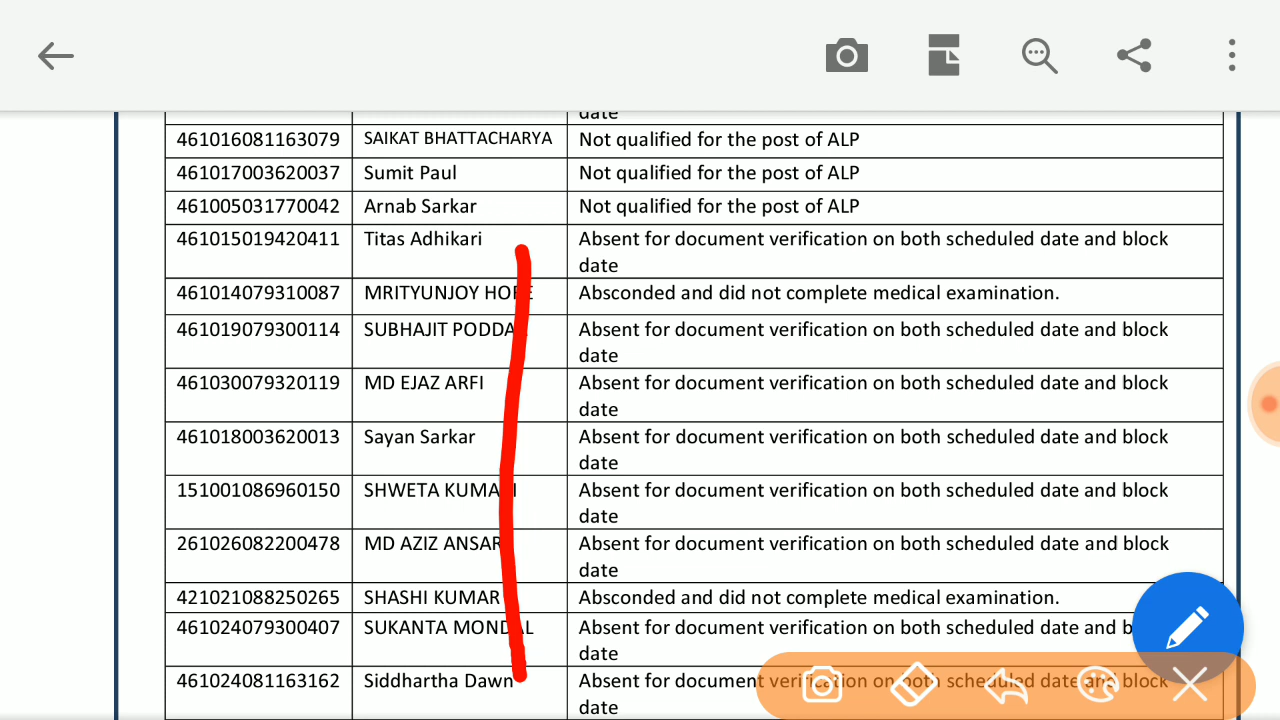 date
461016081163079 SAIKAT BHATTACHARYA Not qualified for the post of ALP
461017003620037 Sumit Paul Not qualified for the post of ALP
461005031770042 Arnab Sarkar Not qualified for the post of ALP
461015019420411 Titas Adhikari Absent for document verification on both scheduled date and block
date
461014079310087 MRITYUNJOY Absconded and did not complete medical examination.
461019079300114 SUBHAJIT Absent for document verification on both scheduled date and block
date
461030079320119 MD EJAZ ARFI Absent for document verification on both scheduled date and block
date
461018003620013 Sayan Sarkar Absent for document verification on both scheduled date and block
date
151001086960150 SHWETA KUMARI Absent for document verification on both scheduled date and block
date
261026082200478 MD AZIZ ANSARI Absent for document verification on both scheduled date and block
date
421021088250265 SHASHI KUMAR Absconded and did not complete medical examination.
461024079300407 SUKANTA MONDAL Absent for document verification on both scheduled date and
date
461024081163162 Siddhartha Dawn Absent for document verification on both scheduled date and block
date